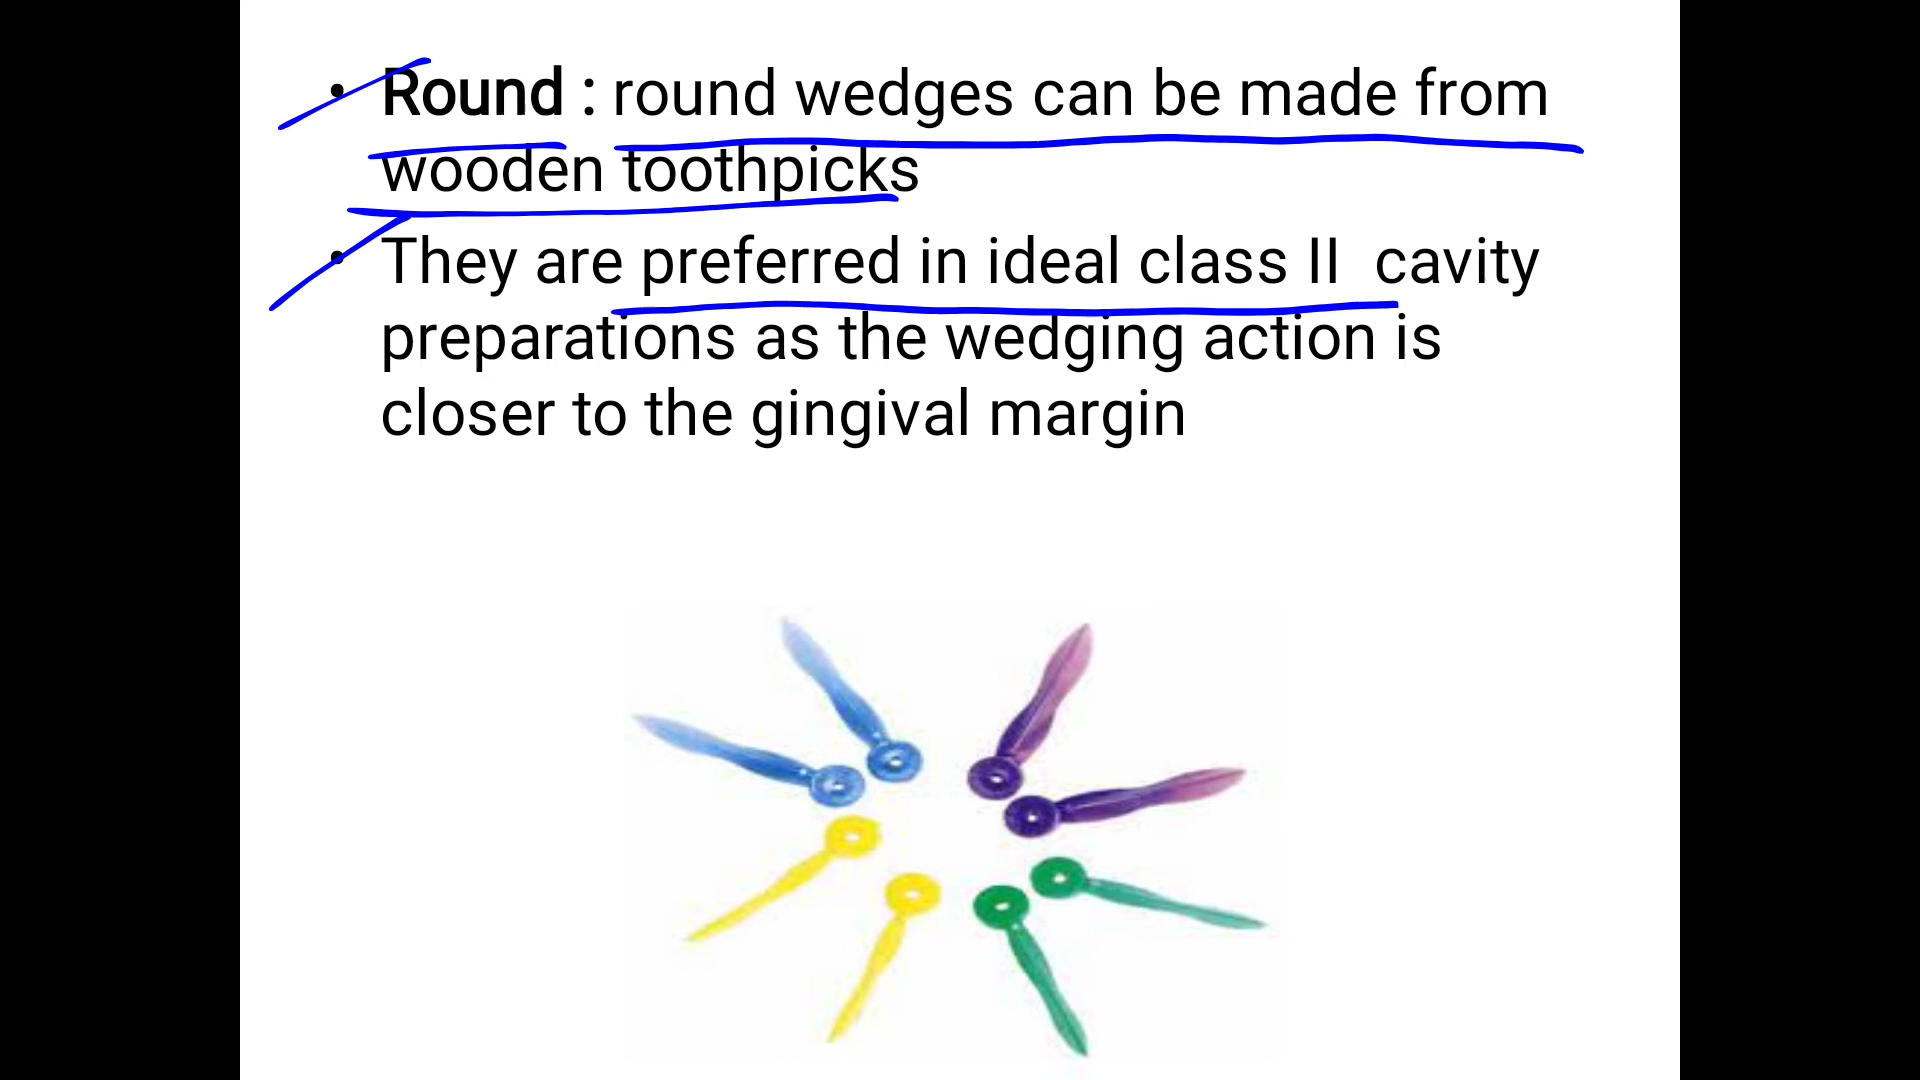 • Round : round wedges can be made from
wooden toothpicks
• They are preferred in ideal class II  cavity
preparations as the wedging action is
closer to the gingival margin